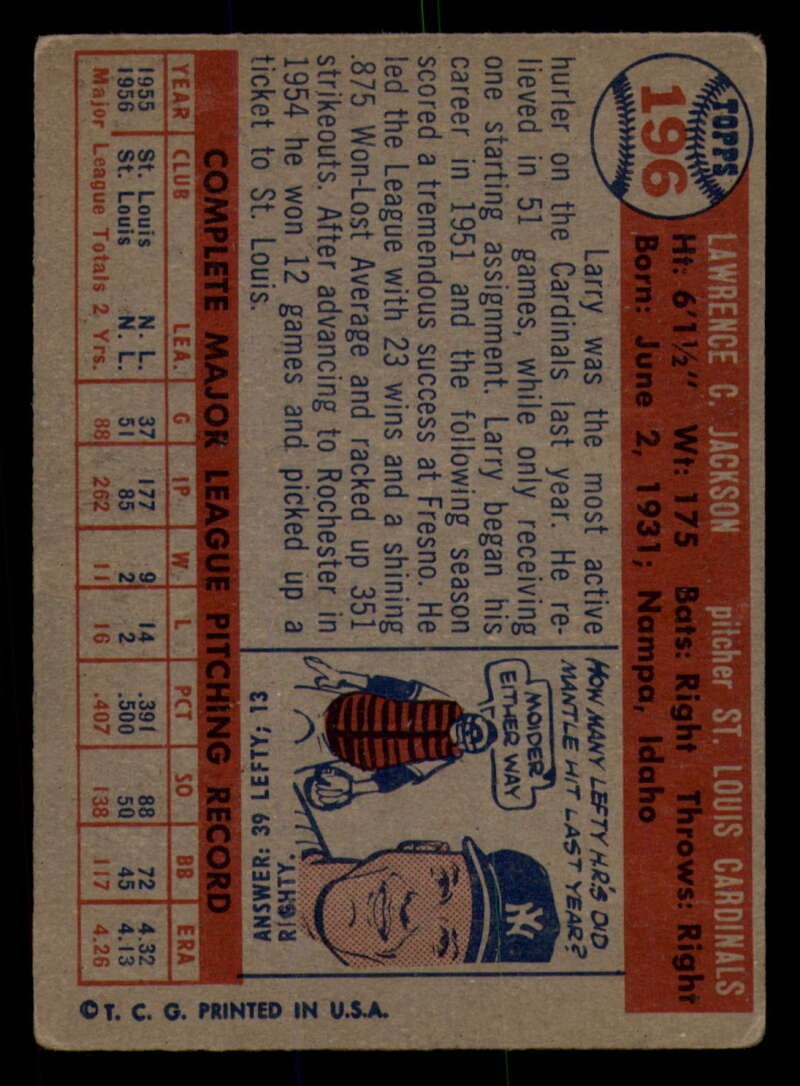 TOPPS
196
LAWRENCE C. JACKSON pitcher ST. LOUIS CARDINALS
Ht: 6'1½" Wt: 175 Bats: Right Throws: Right
Born: June 2, 1931; Nampa, Idaho
Larry was the most active
hurler on the Cardinals last year. He re-
lieved in 51 games, while only receiving
one starting assignment. Larry began his
career in 1951 and the following season
scored a tremendous success at Fresno. He
led the League with 23 wins and a shining
.875 Won-Lost Average and racked up 351
strikeouts. After advancing to Rochester in
1954 he won 12 games and picked up a
ticket to St. Louis.
HOW MANY LEFTY H.R.'S DID
MANTLE HIT LAST YEAR?
MOIDER
EITHER WAY
NY
ANSWER: 39 LEFTY; 13
RIGHTY.
COMPLETE MAJOR LEAGUE PITCHING RECORD
YEAR CLUB LEA. G IP W L PCT SO BB ERA
1955 St. Louis N. L. 37 177 9 14 .391 88 72 4.32
1956 St. Louis N. L. 51 85 2 2 .500 50 45 4.13
Major League Totals 2 Yrs. 88 262 11 16 .407 138 117 4.26
© T. C. G. PRINTED IN U.S.A.